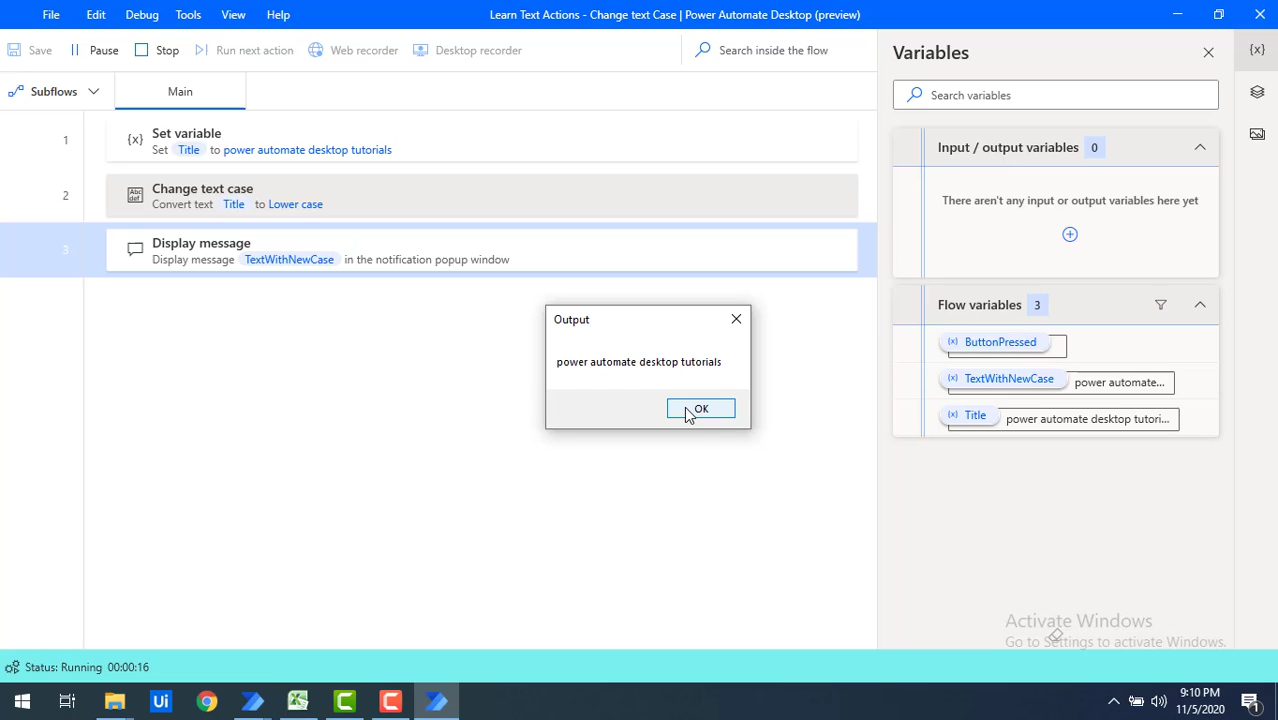 File Edit Debug Tools View Help
Learn Text Actions - Change text Case | Power Automate Desktop (preview)
Save Pause Stop Run next action Web recorder Desktop recorder Search inside the flow
Subflows Main
1
Set variable
Set Title to power automate desktop tutorials
2
Abc
def
Change text case
Convert text Title to Lower case
3
Display message
Display message TextWithNewCase in the notification popup window
Output
power automate desktop tutorials
OK
Variables
{x}
Search variables
Input / output variables 0
There aren't any input or output variables here yet
Flow variables 3
(x) ButtonPressed
(x) TextWithNewCase power automate...
(x) Title power automate desktop tutori...
Activate Windows
Go to Settings to activate Windows.
Status: Running 00:00:16
Ui
9:10 PM
11/5/2020
1